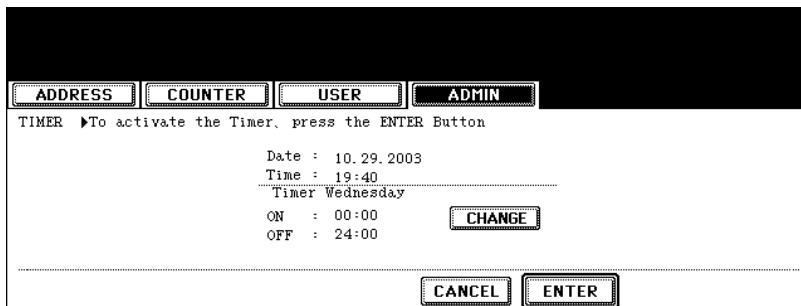 ADDRESS COUNTER USER ADMIN
TIMER ▶To activate the Timer, press the ENTER Button
Date : 10.29.2003
Time : 19:40
Timer Wednesday
ON : 00:00 CHANGE
OFF : 24:00
CANCEL ENTER